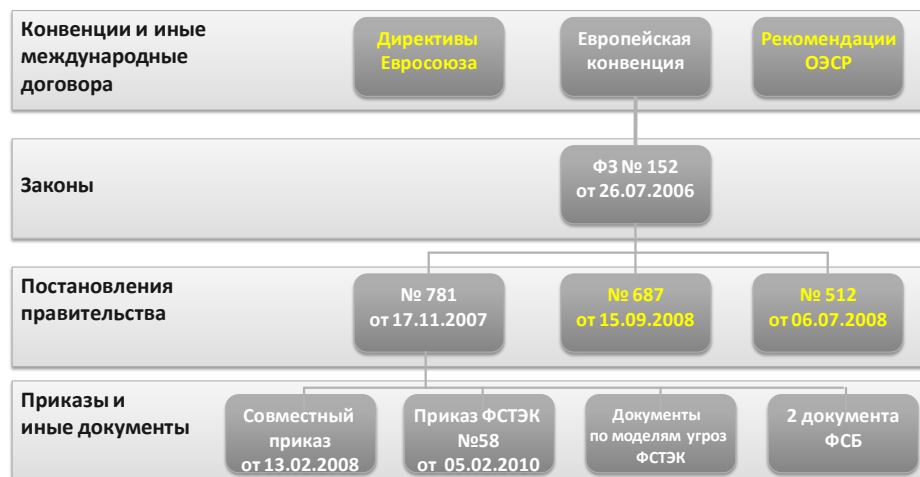 Конвенции и иные
международные
договора
Директивы
Евросоюза
Европейская
конвенция
Рекомендации
ОЭСР
Законы
ФЗ № 152
от 26.07.2006
Постановления
правительства
№ 781
от 17.11.2007
№ 687
от 15.09.2008
№ 512
от 06.07.2008
Приказы и
иные документы
Совместный
приказ
от 13.02.2008
Приказ ФСТЭК
№58
от 05.02.2010
Документы
по моделям угроз
ФСТЭК
2 документа
ФСБ